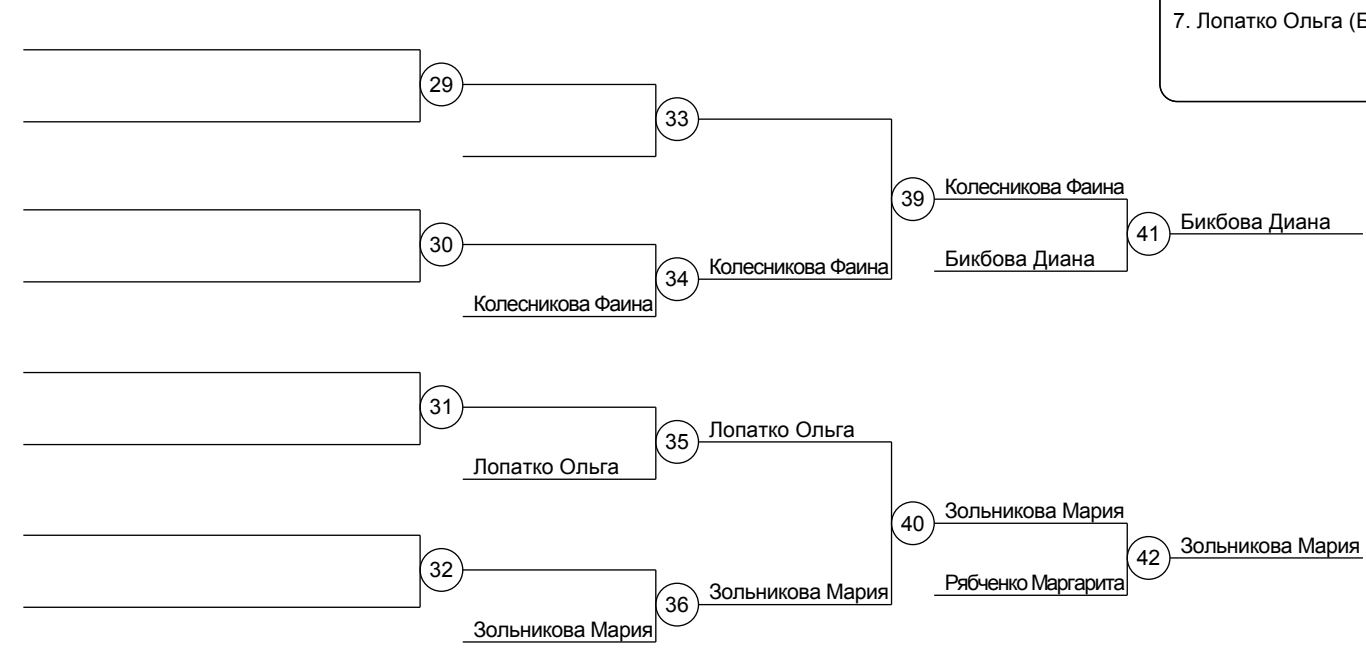 7. Лопатко Ольга (Б
29
33
39
Колесникова Фаина
41
Бикбова Диана
Бикбова Диана
30
34
Колесникова Фаина
Колесникова Фаина
31
35
Лопатко Ольга
Лопатко Ольга
40
Зольникова Мария
42
Зольникова Мария
Рябченко Маргарита
32
36
Зольникова Мария
Зольникова Мария